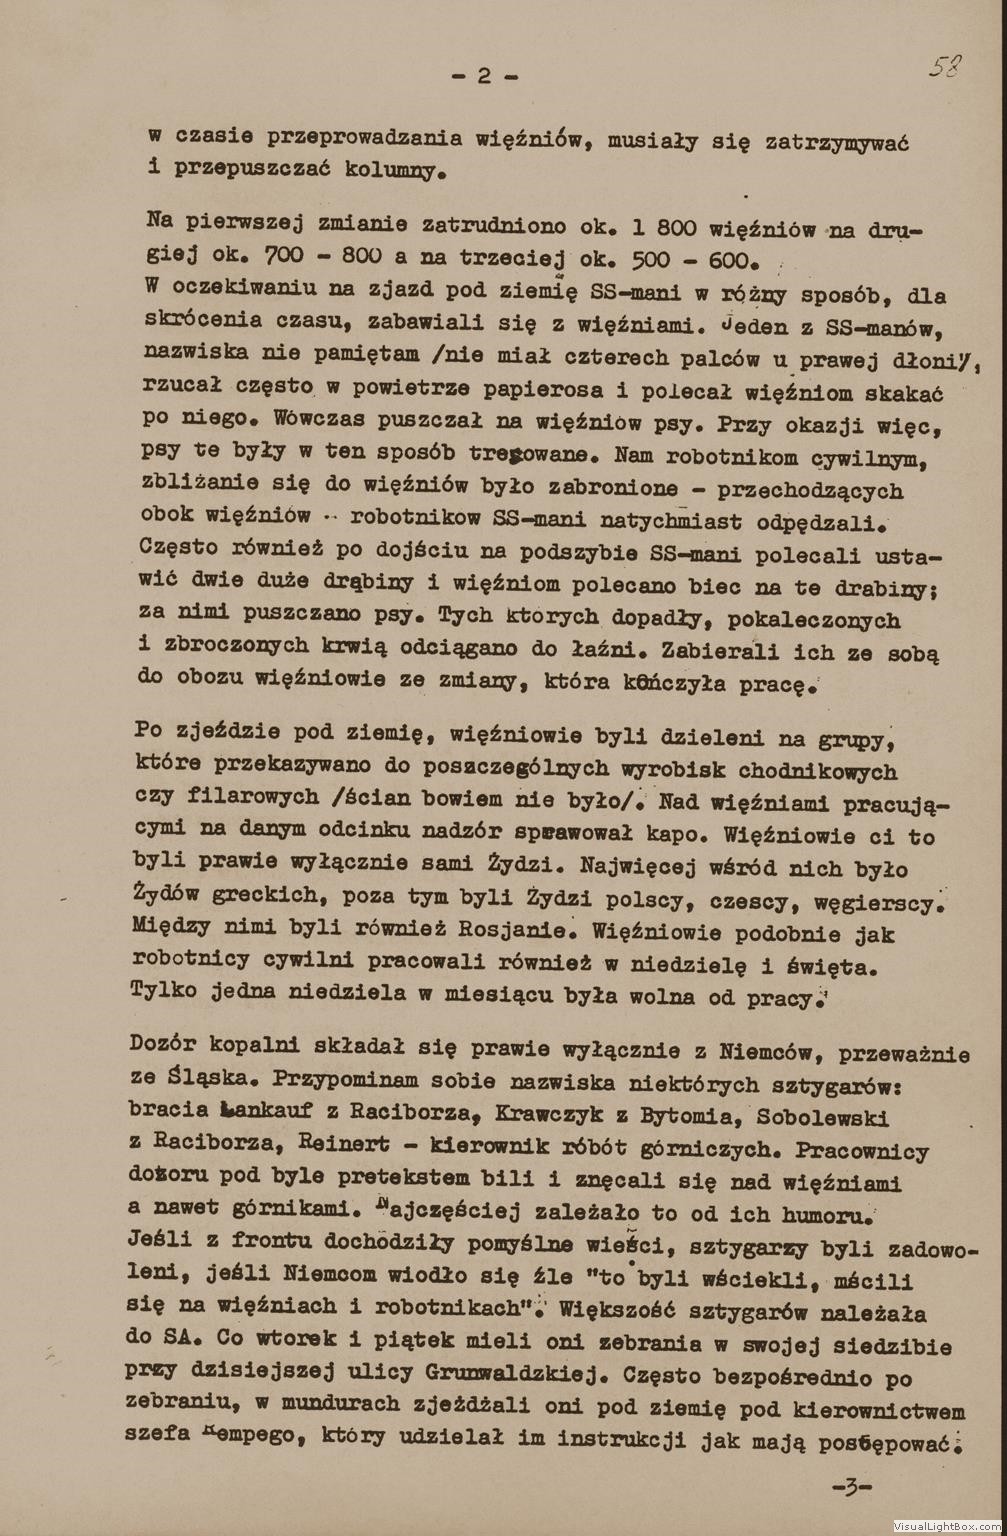 - 2 -
58
w czasie przeprowadzania więźniów, musiały się zatrzymywać
i przepuszczać kolumny.
Na pierwszej zmianie zatrudniono ok. 1 800 więźniów na dru-
giej ok. 700 - 800 a na trzeciej ok. 500 - 600.
W oczekiwaniu na zjazd pod ziemię SS-mani w różny sposób, dla
skrócenia czasu, zabawiali się z więźniami. Jeden z SS-manów,
nazwiska nie pamiętam /nie miał czterech palców u prawej dłoni/,
rzucał często w powietrze papierosa i polecał więźniom skakać
po niego. Wówczas puszczał na więźniów psy. Przy okazji więc,
psy te były w ten sposób tresowane. Nam robotnikom cywilnym,
zbliżanie się do więźniów było zabronione - przechodzących
obok więźniów - robotnikow SS-mani natychmiast odpędzali.
Często również po dojściu na podszybie SS-mani polecali usta-
wić dwie duże drąbiny i więźniom polecano biec na te drabiny;
za nimi puszczano psy. Tych których dopadły, pokaleczonych
i zbroczonych krwią odciągano do łaźni. Zabierali ich ze sobą
do obozu więźniowie ze zmiany, która kończyła pracę.
Po zjeździe pod ziemię, więźniowie byli dzieleni na grupy,
które przekazywano do poszczególnych wyrobisk chodnikowych
czy filarowych /ścian bowiem nie było/. Nad więźniami pracują-
cymi na danym odcinku nadzór sprawował kapo. Więźniowie ci to
byli prawie wyłącznie sami Żydzi. Najwięcej wśród nich było
Żydów greckich, poza tym byli Żydzi polscy, czescy, węgierscy.
Między nimi byli również Rosjanie. Więźniowie podobnie jak
robotnicy cywilni pracowali również w niedzielę i święta.
Tylko jedna niedziela w miesiącu była wolna od pracy.
Dozór kopalni składał się prawie wyłącznie z Niemców, przeważnie
ze Śląska. Przypominam sobie nazwiska niektórych sztygarów:
bracia Łankauf z Raciborza, Krawczyk z Bytomia, Sobolewski
z Raciborza, Reinert - kierownik róbót górniczych. Pracownicy
dozoru pod byle pretekstem bili i znęcali się nad więźniami
a nawet górnikami. Najczęściej zależało to od ich humoru.
Jeśli z frontu dochodziły pomyślne wieści, sztygarzy byli zadowo-
leni, jeśli Niemcom wiodło się źle "to byli wściekli, mścili
się na więźniach i robotnikach". Większość sztygarów należała
do SA. Co wtorek i piątek mieli oni zebrania w swojej siedzibie
przy dzisiejszej ulicy Grunwaldzkiej. Często bezpośrednio po
zebraniu, w mundurach zjeżdżali oni pod ziemię pod kierownictwem
szefa Hempego, który udzielał im instrukcji jak mają postępować.
-3-
VisualLightBox.com